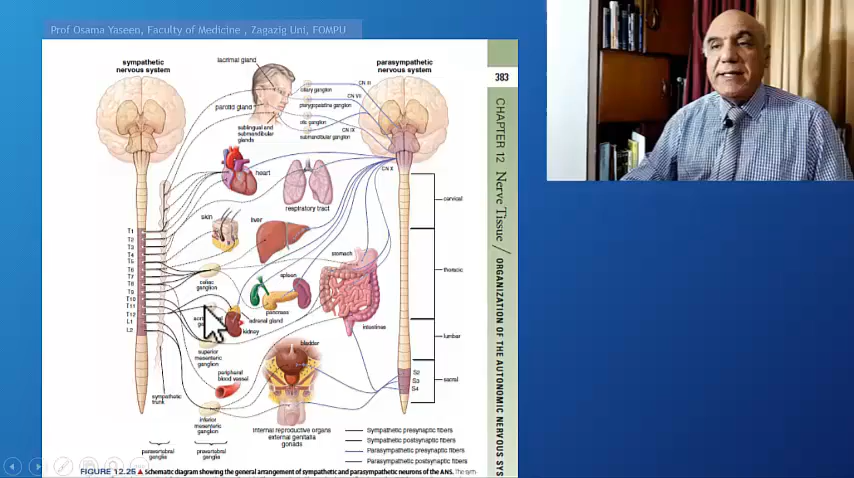 Prof Osama Yaseen, Faculty of Medicine , Zagazig Uni, FOMPU
sympathetic
nervous system
parasympathetic
nervous system
lacrimal gland
parotid gland
sublingual and
submandibular
glands
CN III
ciliary ganglion
CN VII
pterygopalatine ganglion
otic ganglion
CN IX
submandibular ganglion
CN X
heart
respiratory tract
skin
liver
stomach
celiac
ganglion
spleen
pancreas
adrenal gland
kidney
intestines
superior
mesenteric
ganglion
bladder
peripheral
blood vessel
sympathetic
trunk
inferior
mesenteric
ganglion
internal reproductive organs
external genitalia
gonads
T1
T2
T3
T4
T5
T6
T7
T8
T9
T10
T11
T12
L1
L2
cervical
thoracic
lumbar
sacral
S2
S3
S4
paravertebral
ganglia
prevertebral
ganglia
Sympathetic presynaptic fibers
Sympathetic postsynaptic fibers
Parasympathetic presynaptic fibers
Parasympathetic postsynaptic fibers
FIGURE 12.25 ▲ Schematic diagram showing the general arrangement of sympathetic and parasympathetic neurons of the ANS. The sym-
383
CHAPTER 12 Nerve Tissue / ORGANIZATION OF THE AUTONOMIC NERVOUS SYS